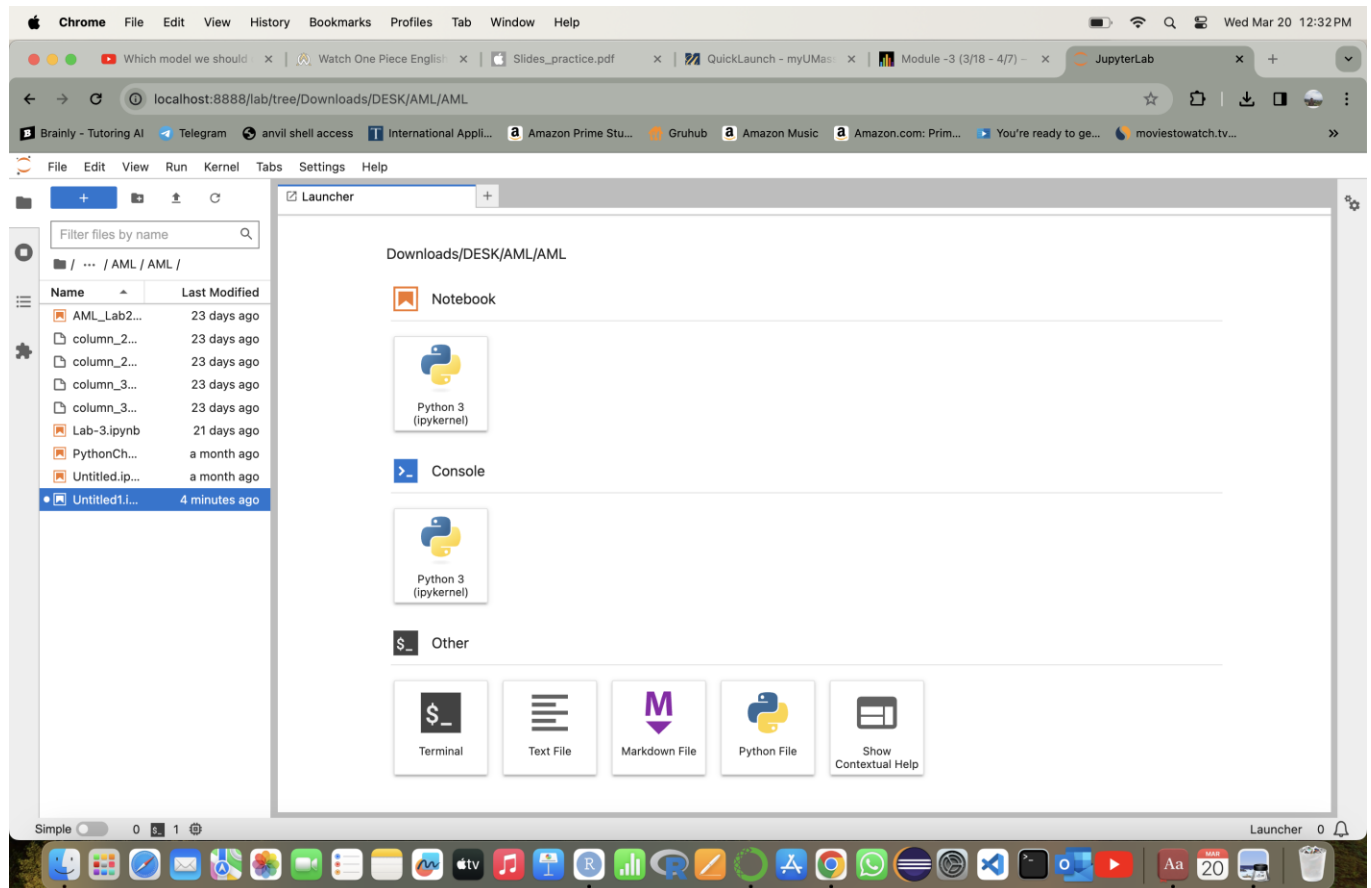 Chrome File Edit View History Bookmarks Profiles Tab Window Help Wed Mar 20 12:32 PM
Which model we should Watch One Piece English Slides_practice.pdf QuickLaunch - myUMas Module -3 (3/18 - 4/7) – JupyterLab
localhost:8888/lab/tree/Downloads/DESK/AML/AML
Brainly - Tutoring AI Telegram anvil shell access International Appli... Amazon Prime Stu... Gruhub Amazon Music Amazon.com: Prim... You're ready to ge... moviestowatch.tv... »
File Edit View Run Kernel Tabs Settings Help
Launcher
Filter files by name
/ ··· / AML / AML /
Name Last Modified
AML_Lab2... 23 days ago
column_2... 23 days ago
column_2... 23 days ago
column_3... 23 days ago
column_3... 23 days ago
Lab-3.ipynb 21 days ago
PythonCh... a month ago
Untitled.ip... a month ago
Untitled1.i... 4 minutes ago
Downloads/DESK/AML/AML
Notebook
Python 3
(ipykernel)
>_ Console
Python 3
(ipykernel)
$_ Other
$_
M
Terminal Text File Markdown File Python File Show
Contextual Help
Simple 0 $_ 1 Launcher 0
tv R Aa MAR
20